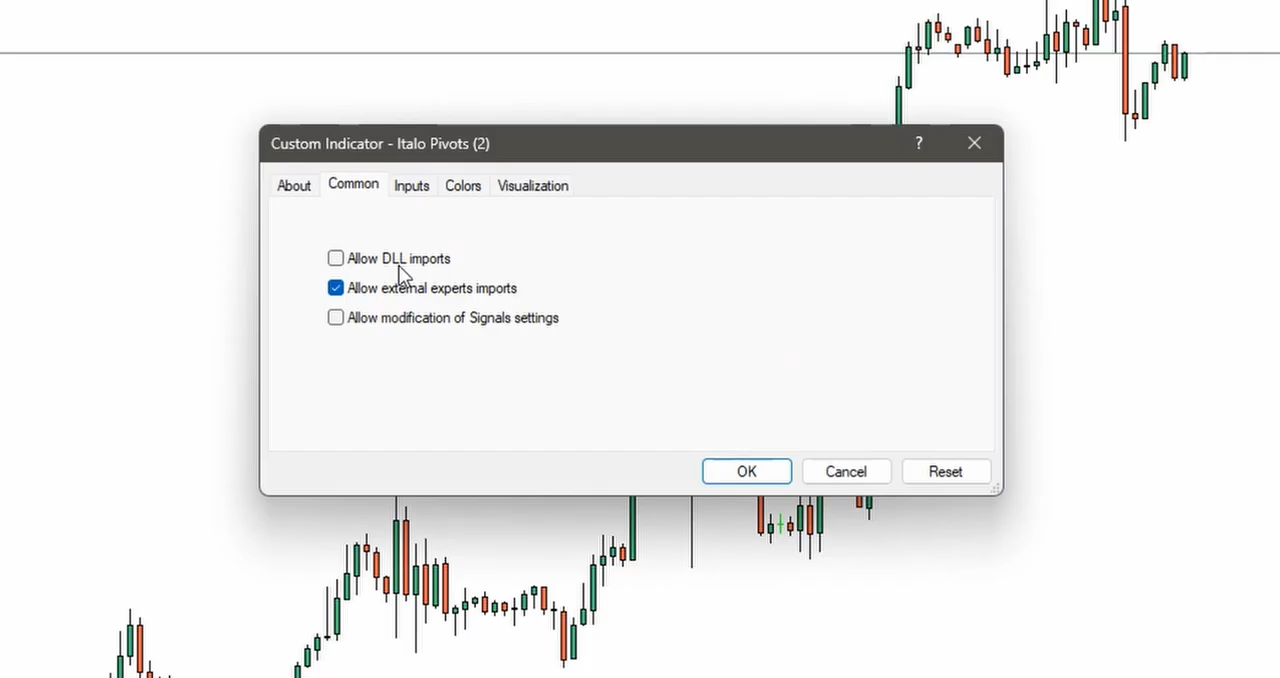 Custom Indicator - Italo Pivots (2)
?
About Common Inputs Colors Visualization
Allow DLL imports
Allow external experts imports
Allow modification of Signals settings
OK Cancel Reset